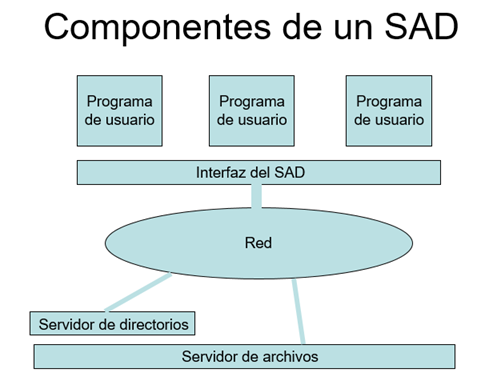 Componentes de un SAD
Programa
de usuario
Programa
de usuario
Programa
de usuario
Interfaz del SAD
Red
Servidor de directorios
Servidor de archivos